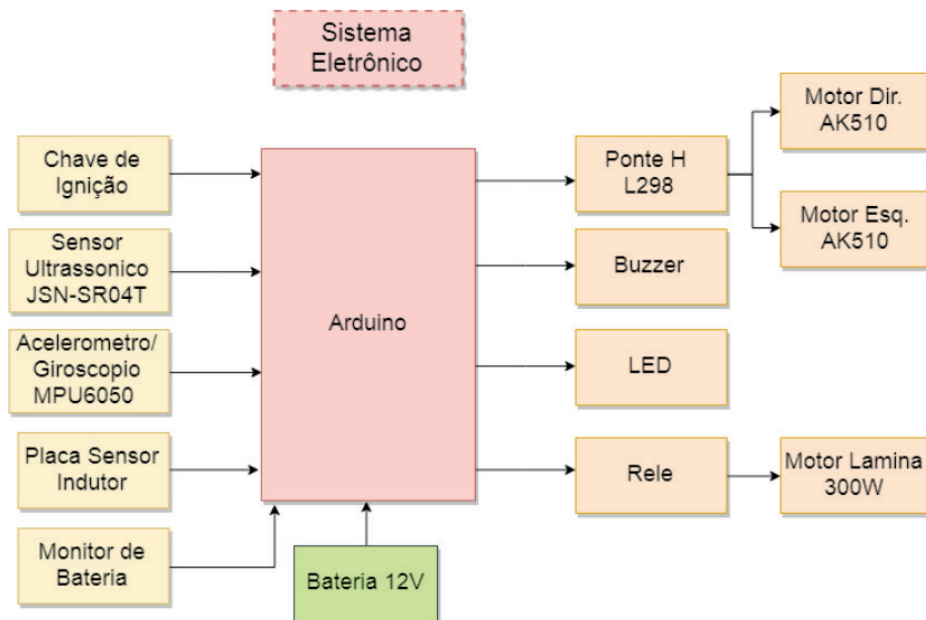 Sistema
Eletrônico
Chave de
Ignição
Sensor
Ultrassonico
JSN-SR04T
Acelerometro/
Giroscopio
MPU6050
Placa Sensor
Indutor
Monitor de
Bateria
Arduino
Bateria 12V
Ponte H
L298
Buzzer
LED
Rele
Motor Dir.
AK510
Motor Esq.
AK510
Motor Lamina
300W